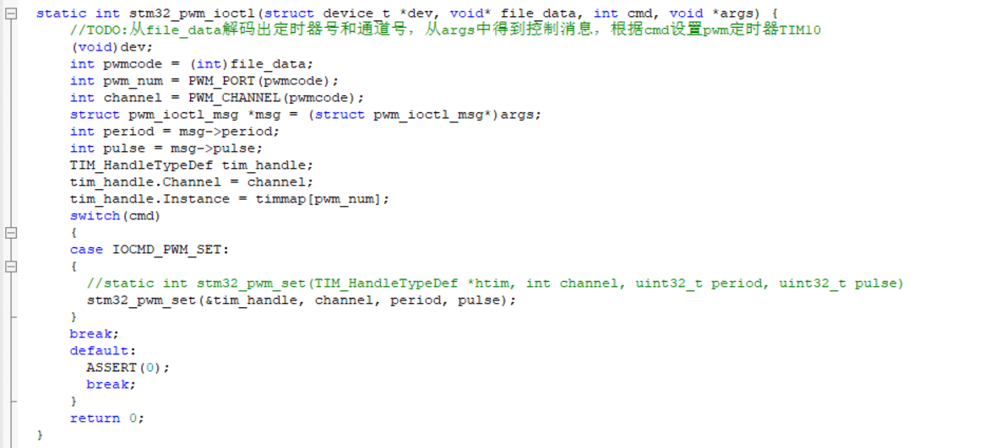 static int stm32_pwm_ioctl(struct device_t *dev, void* file_data, int cmd, void *args) {
//TODO:从file_data解码出定时器号和通道号，从args中得到控制消息，根据cmd设置pwm定时器TIM10
(void)dev;
int pwmcode = (int)file_data;
int pwm_num = PWM_PORT(pwmcode);
int channel = PWM_CHANNEL(pwmcode);
struct pwm_ioctl_msg *msg = (struct pwm_ioctl_msg*)args;
int period = msg->period;
int pulse = msg->pulse;
TIM_HandleTypeDef tim_handle;
tim_handle.Channel = channel;
tim_handle.Instance = timmap[pwm_num];
switch(cmd)
{
case IOCMD_PWM_SET:
{
//static int stm32_pwm_set(TIM_HandleTypeDef *htim, int channel, uint32_t period, uint32_t pulse)
stm32_pwm_set(&tim_handle, channel, period, pulse);
}
break;
default:
ASSERT(0);
break;
}
return 0;
}